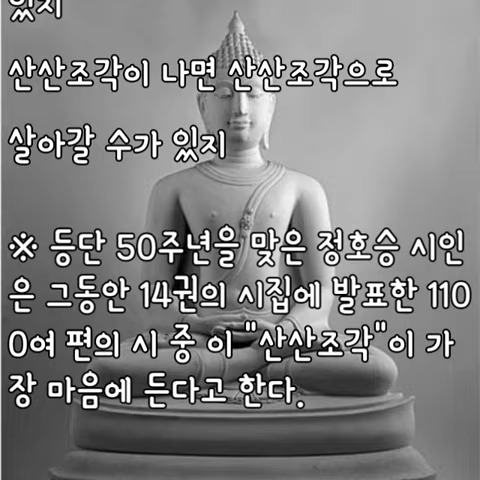 있지
산산조각이 나면 산산조각으로
살아갈 수가 있지
※ 등단 50주년을 맞은 정호승 시인
은 그동안 14권의 시집에 발표한 110
0여 편의 시 중 이 "산산조각"이 가
장 마음에 든다고 한다.